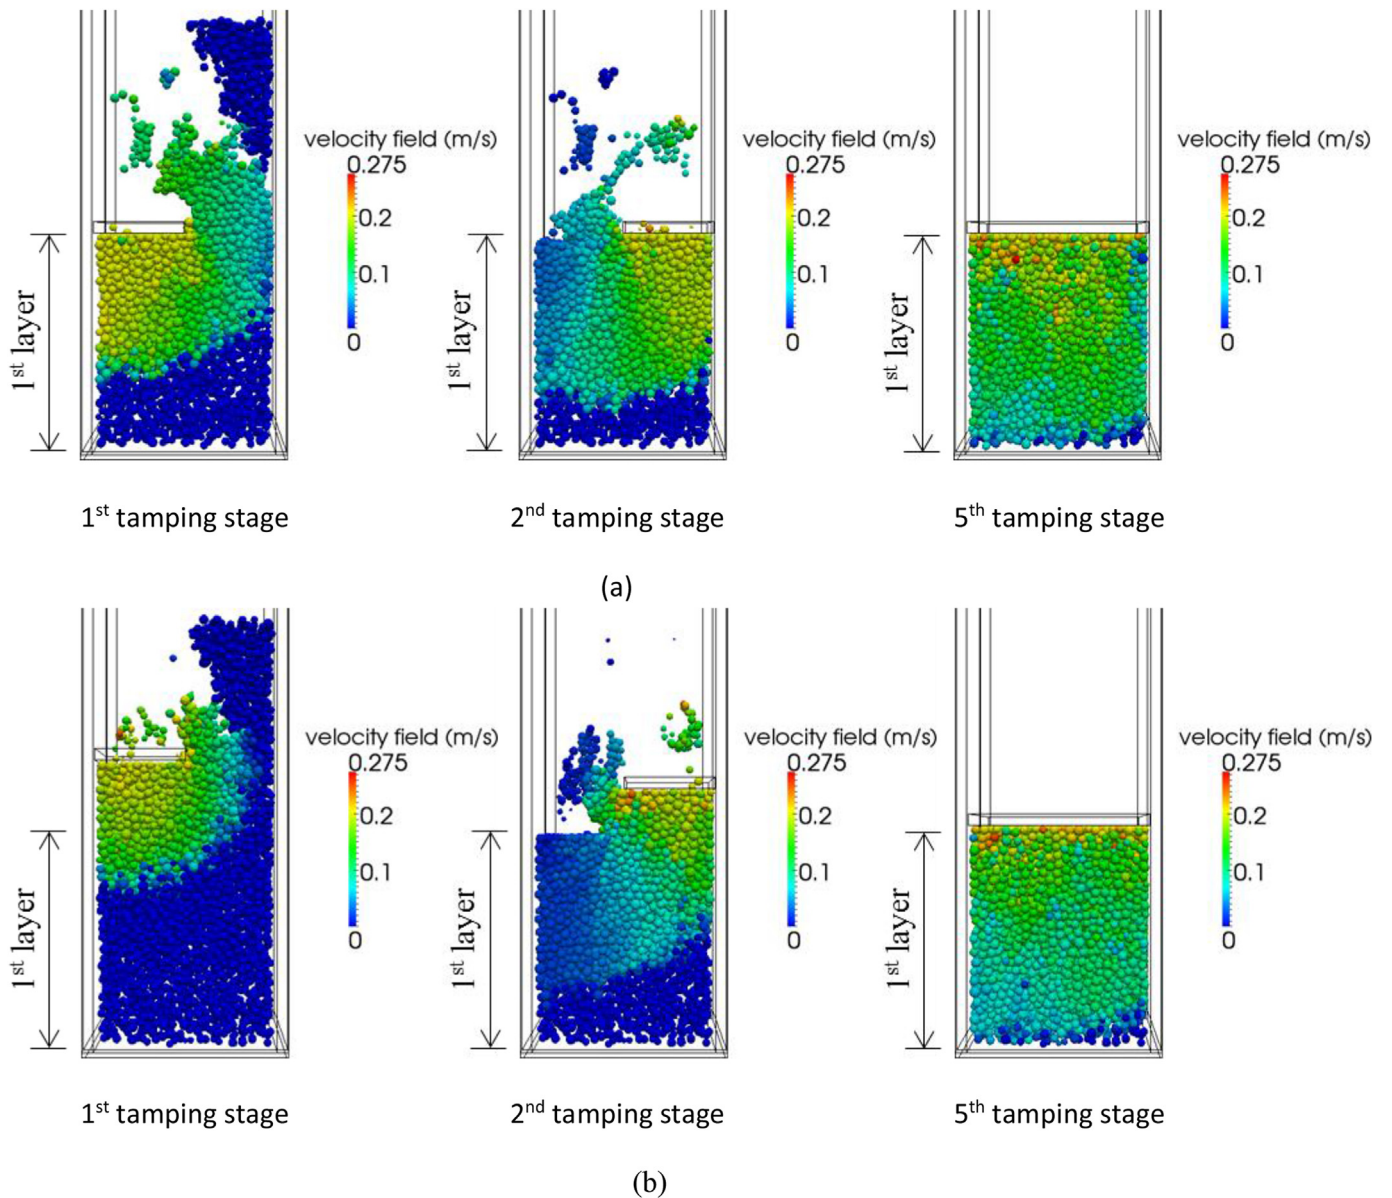 velocity field (m/s)
0.275
0.2
0.1
0
1st layer
velocity field (m/s)
0.275
0.2
0.1
0
1st layer
velocity field (m/s)
0.275
0.2
0.1
0
1st layer
1st tamping stage
2nd tamping stage
5th tamping stage
(a)
velocity field (m/s)
0.275
0.2
0.1
0
1st layer
velocity field (m/s)
0.275
0.2
0.1
0
1st layer
velocity field (m/s)
0.275
0.2
0.1
0
1st layer
1st tamping stage
2nd tamping stage
5th tamping stage
(b)